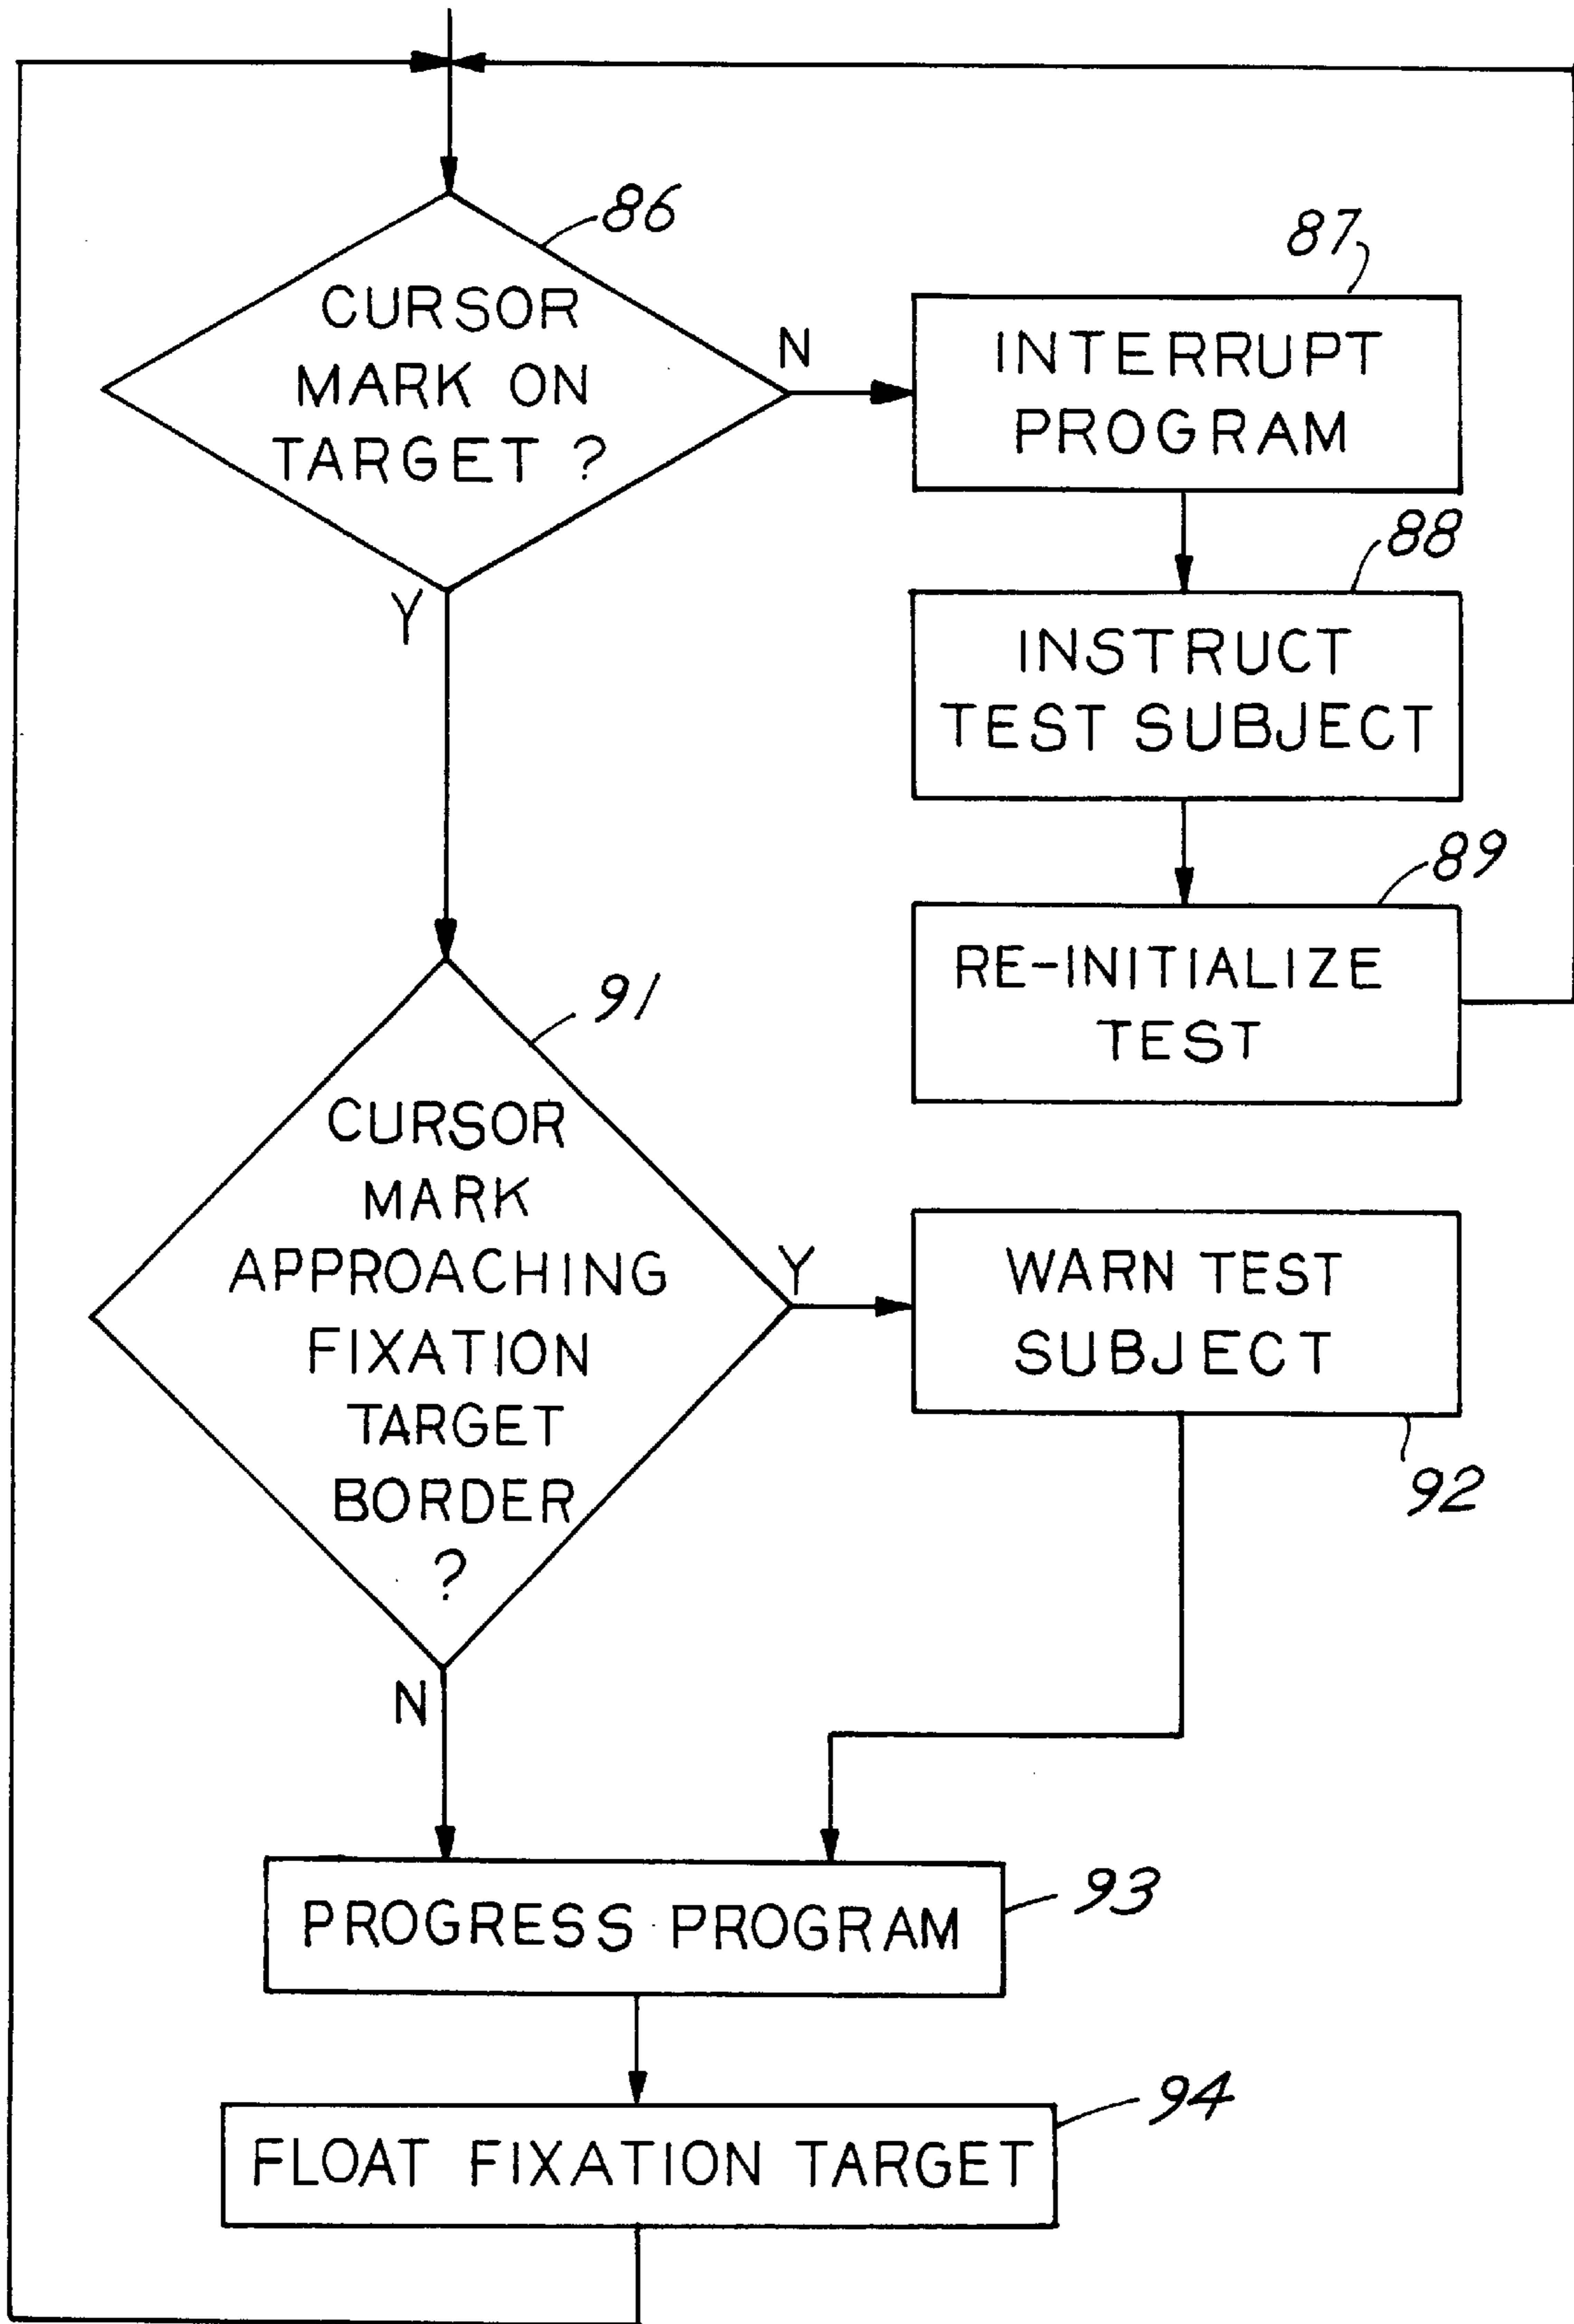 86
CURSOR
MARK ON
TARGET ?
N
Y
87
INTERRUPT
PROGRAM
88
INSTRUCT
TEST SUBJECT
89
RE-INITIALIZE
TEST
91
CURSOR
MARK
APPROACHING
FIXATION
TARGET
BORDER
?
Y
N
WARN TEST
SUBJECT
92
PROGRESS PROGRAM
93
FLOAT FIXATION TARGET
94